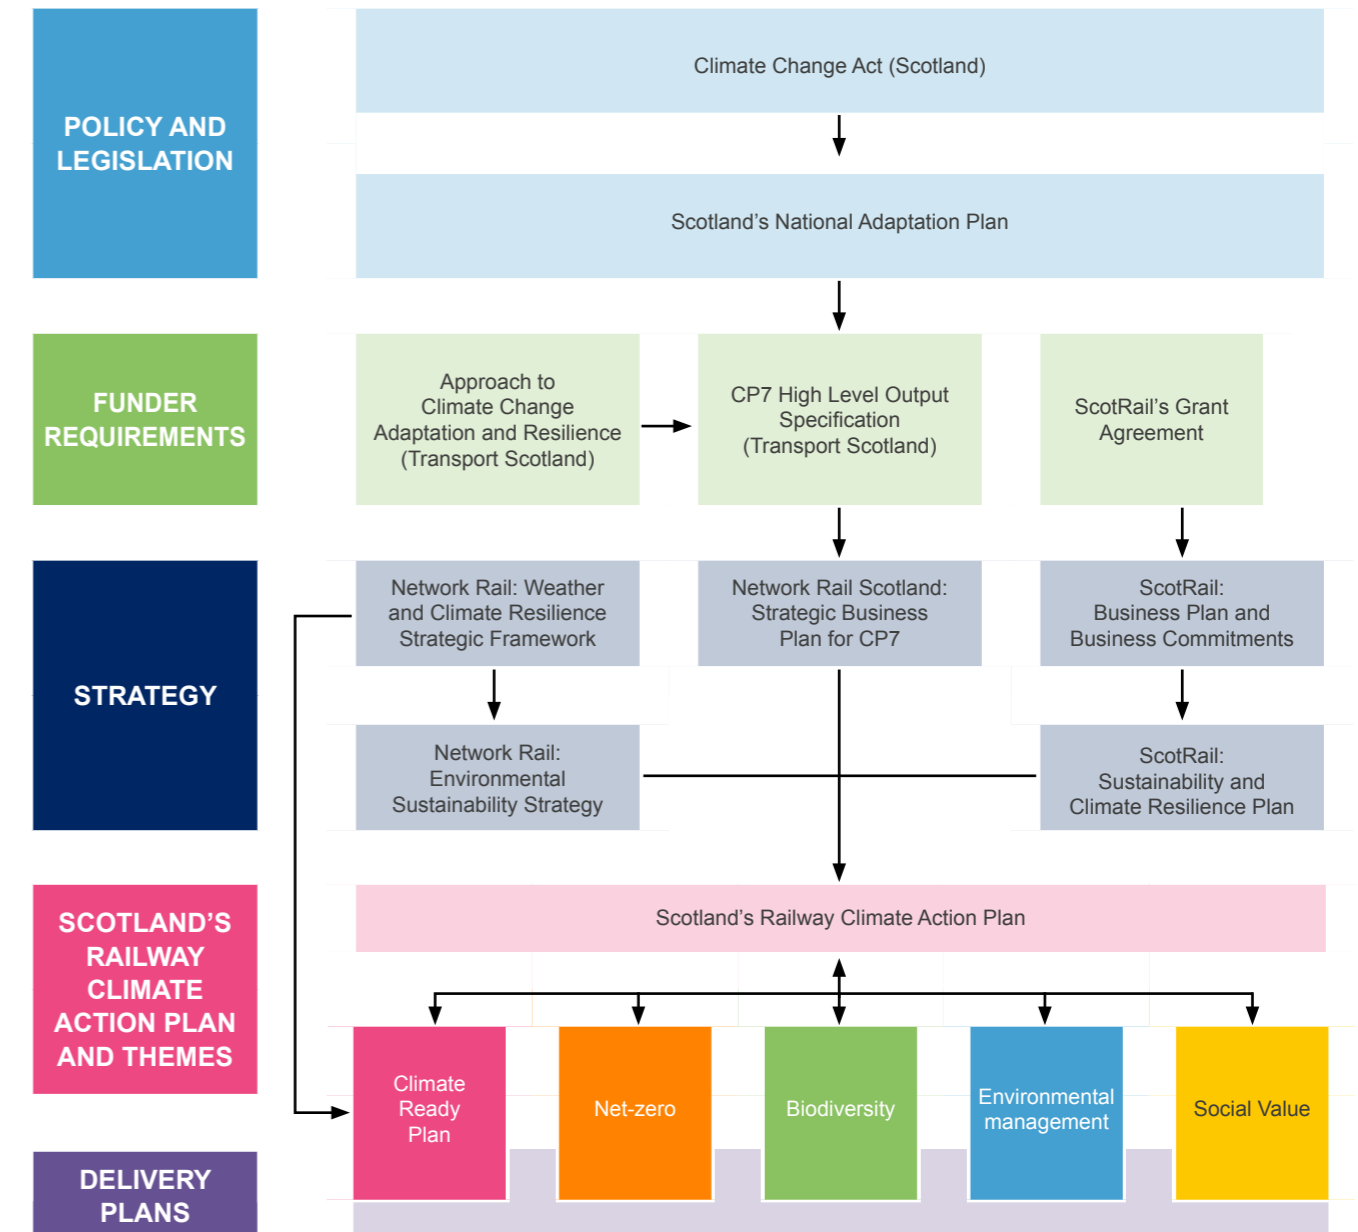 POLICY AND
LEGISLATION
Climate Change Act (Scotland)
Scotland’s National Adaptation Plan
FUNDER
REQUIREMENTS
Approach to
Climate Change
Adaptation and Resilience
(Transport Scotland)
CP7 High Level Output
Specification
(Transport Scotland)
ScotRail’s Grant
Agreement
STRATEGY
Network Rail: Weather
and Climate Resilience
Strategic Framework
Network Rail Scotland:
Strategic Business
Plan for CP7
ScotRail:
Business Plan and
Business Commitments
Network Rail:
Environmental
Sustainability Strategy
ScotRail:
Sustainability and
Climate Resilience Plan
SCOTLAND’S
RAILWAY
CLIMATE
ACTION PLAN
AND THEMES
Scotland’s Railway Climate Action Plan
Climate
Ready
Plan
Net-zero
Biodiversity
Environmental
management
Social Value
DELIVERY
PLANS